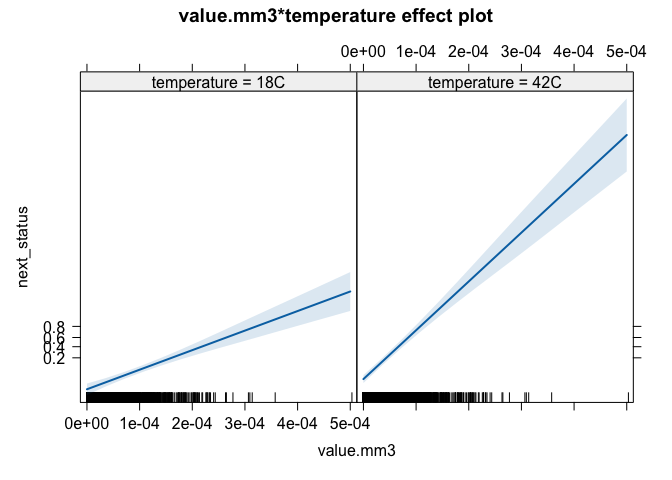 value.mm3*temperature effect plot
0e+00 1e-04 2e-04 3e-04 4e-04 5e-04
temperature = 18C
temperature = 42C
next_status
0.8
0.6
0.4
0.2
0e+00 1e-04 2e-04 3e-04 4e-04 5e-04
value.mm3